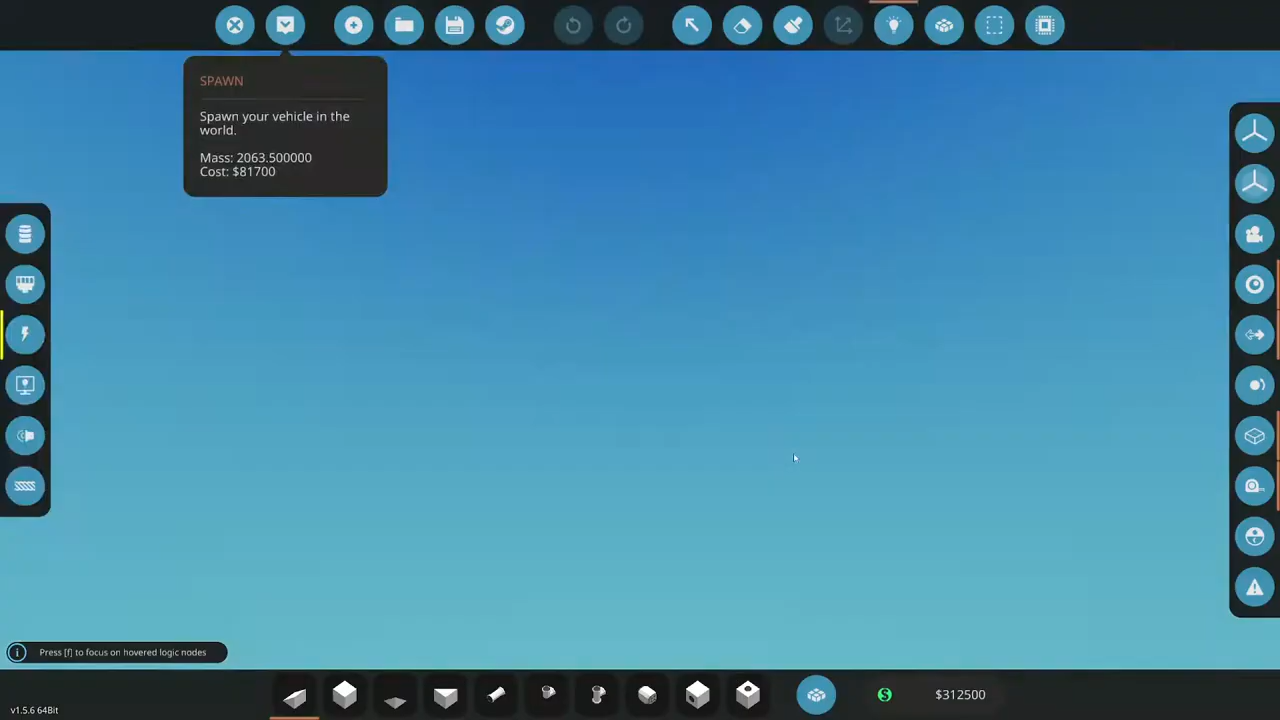 SPAWN
Spawn your vehicle in the
world.
Mass: 2063.500000
Cost: $81700
Press [f] to focus on hovered logic nodes
$312500
v1.5.6 64Bit